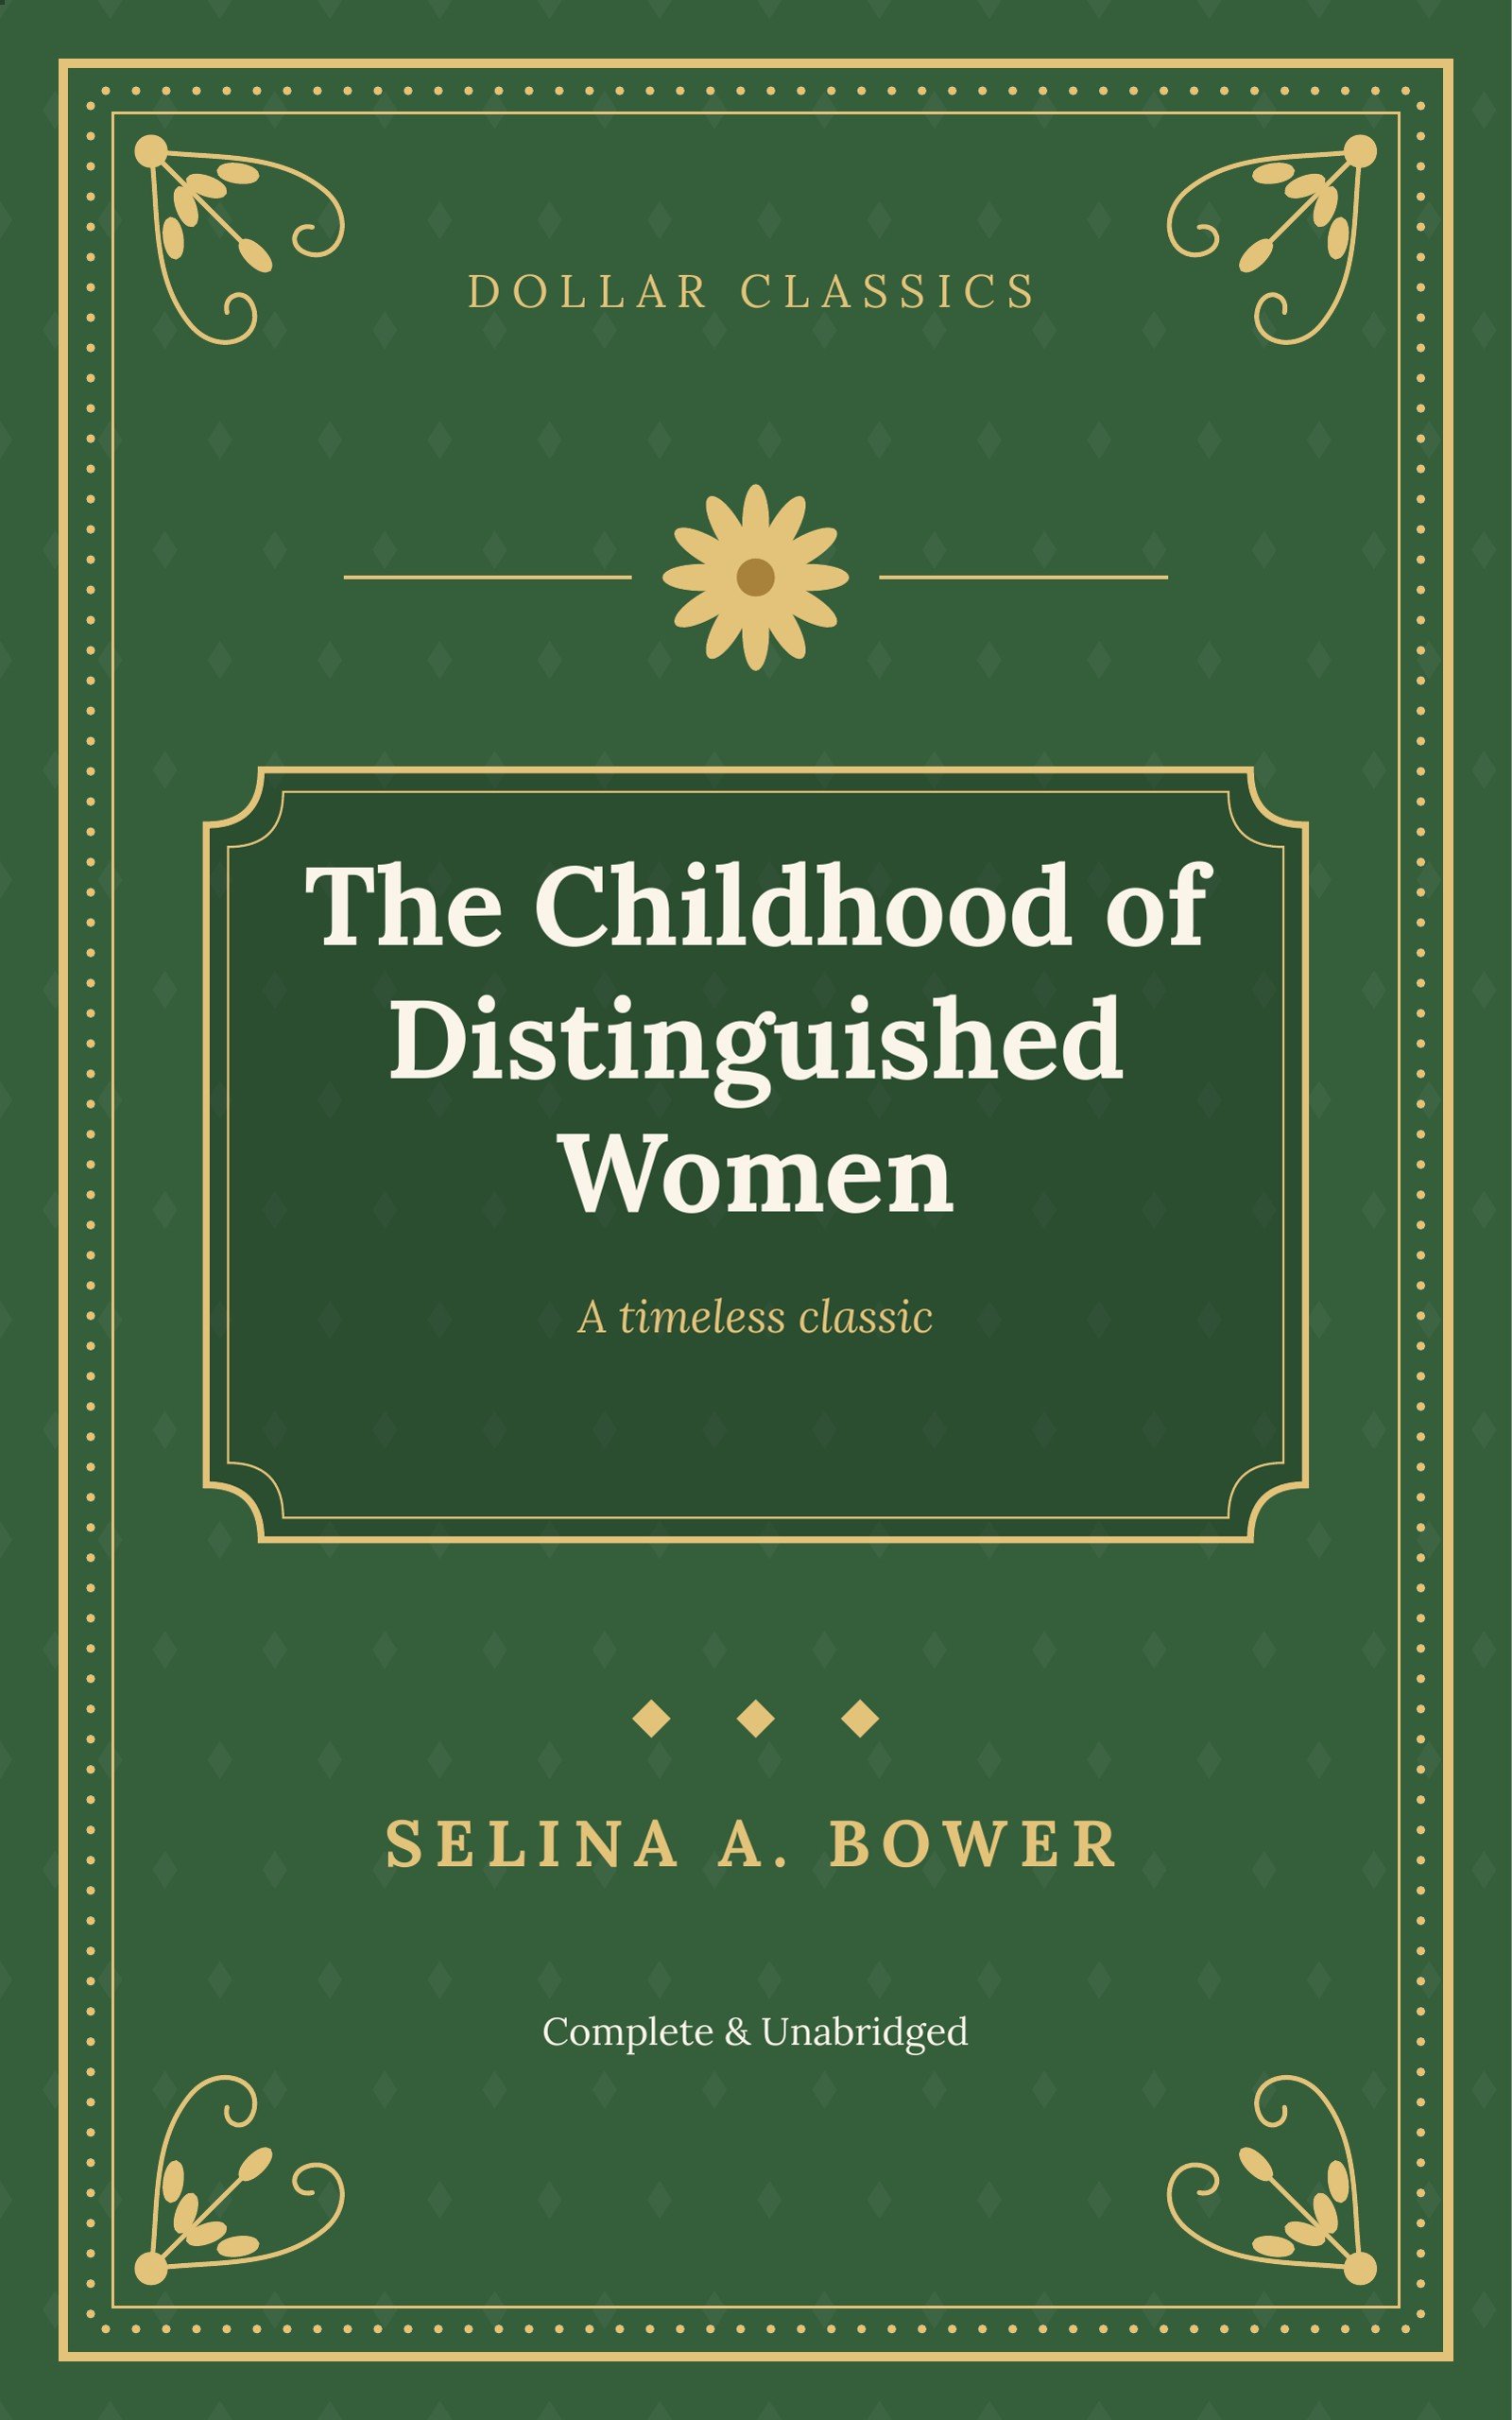 DOLLAR CLASSICS
The Childhood of
Distinguished
Women
A timeless classic
SELINA A. BOWER
Complete & Unabridged